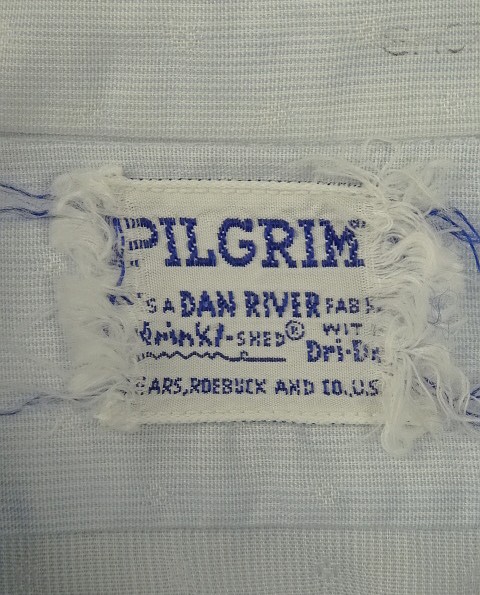 PILGRIM
'S A DAN RIVER FAB
Wrinkl-SHED® WIT
Dri-D
EARS, ROEBUCK AND CO. U.S.